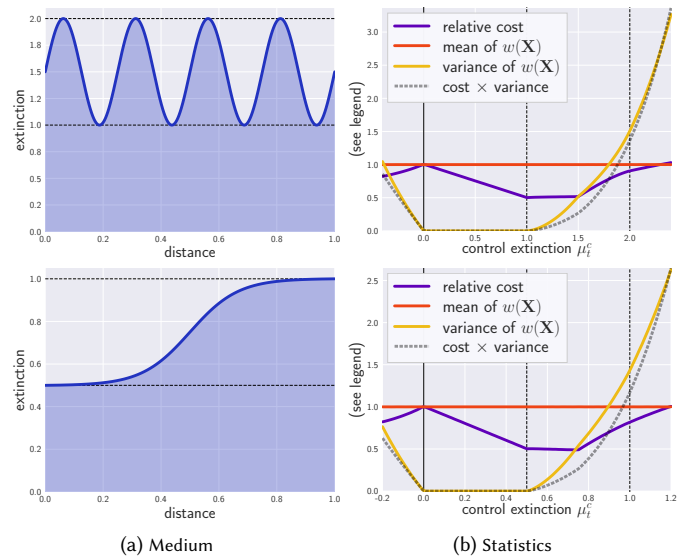 2.0
1.8
1.5
1.2
1.0
0.8
0.5
0.2
0.0
extinction
0.0 0.2 0.4 0.6 0.8 1.0
distance
3.0
2.5
2.0
1.5
1.0
0.5
0.0
(see legend)
relative cost
mean of w(X)
variance of w(X)
cost × variance
0.0 0.5 1.0 1.5 2.0
control extinction μ_t^c
1.0
0.8
0.6
0.4
0.2
0.0
extinction
0.0 0.2 0.4 0.6 0.8 1.0
distance
2.5
2.0
1.5
1.0
0.5
0.0
(see legend)
relative cost
mean of w(X)
variance of w(X)
cost × variance
-0.2 0.0 0.2 0.4 0.6 0.8 1.0 1.2
control extinction μ_t^c
(a) Medium
(b) Statistics